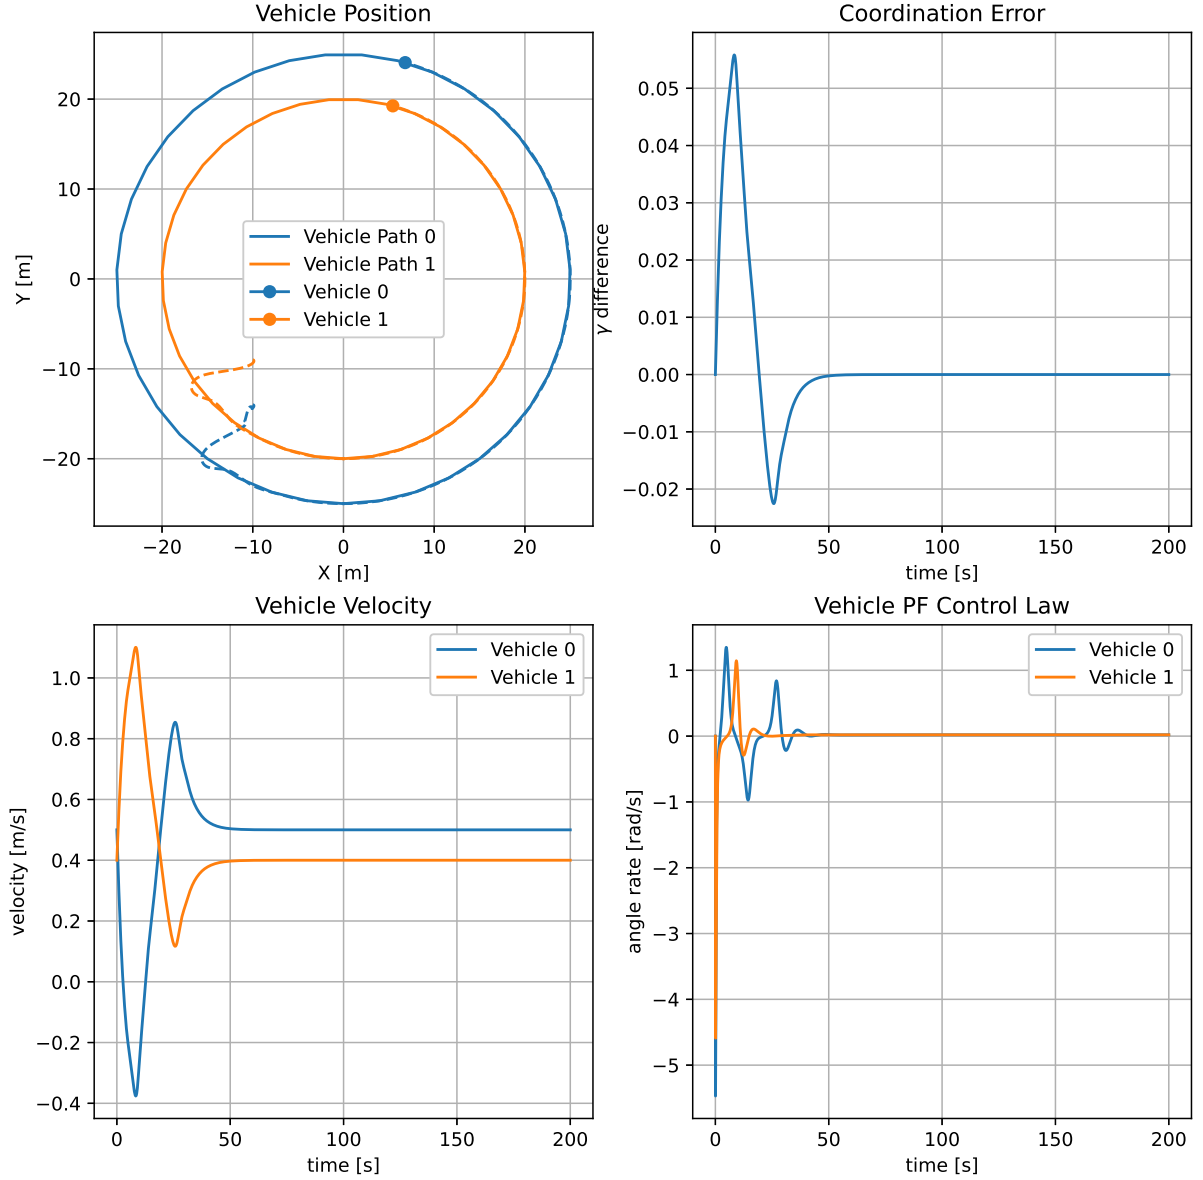 Vehicle Position
Y [m]
20
10
0
−10
−20
Vehicle Path 0
Vehicle Path 1
Vehicle 0
Vehicle 1
−20 −10 0 10 20
X [m]
Coordination Error
γ difference
0.05
0.04
0.03
0.02
0.01
0.00
−0.01
−0.02
0 50 100 150 200
time [s]
Vehicle Velocity
velocity [m/s]
1.0
0.8
0.6
0.4
0.2
0.0
−0.2
−0.4
Vehicle 0
Vehicle 1
0 50 100 150 200
time [s]
Vehicle PF Control Law
angle rate [rad/s]
1
0
−1
−2
−3
−4
−5
Vehicle 0
Vehicle 1
0 50 100 150 200
time [s]